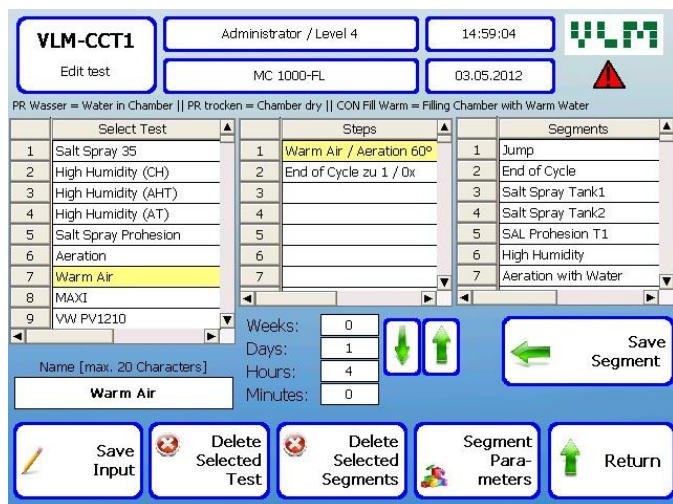 VLM-CCT1
Edit test
Administrator / Level 4
14:59:04
VLM
MC 1000-FL
03.05.2012
PR Wasser = Water in Chamber || PR trocken = Chamber dry || CON Fill Warm = Filling Chamber with Warm Water
Select Test
1 Salt Spray 35
2 High Humidity (CH)
3 High Humidity (AHT)
4 High Humidity (AT)
5 Salt Spray Prohesion
6 Aeration
7 Warm Air
8 MAXI
9 VW PV1210
Steps
1 Warm Air / Aeration 60°
2 End of Cycle zu 1 / 0x
3
4
5
6
7
Segments
1 Jump
2 End of Cycle
3 Salt Spray Tank1
4 Salt Spray Tank2
5 SAL Prohesion T1
6 High Humidity
7 Aeration with Water
Name [max. 20 Characters]
Warm Air
Weeks: 0
Days: 1
Hours: 4
Minutes: 0
Save
Segment
Save
Input
Delete
Selected
Test
Delete
Selected
Segments
Segment
Para-
meters
Return